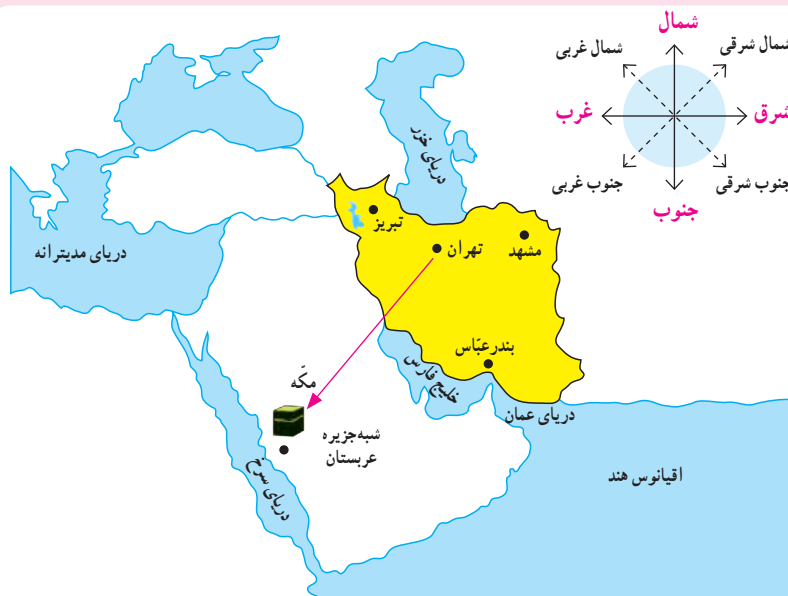 شمال
شمال شرقی
شمال غربی
شرق
غرب
جنوب شرقی
جنوب غربی
جنوب
دریای خزر
تبریز
تهران
مشهد
دریای مدیترانه
بندرعبّاس
خلیج فارس
مکّه
دریای عمان
شبه‌جزیره
عربستان
دریای سرخ
اقیانوس هند